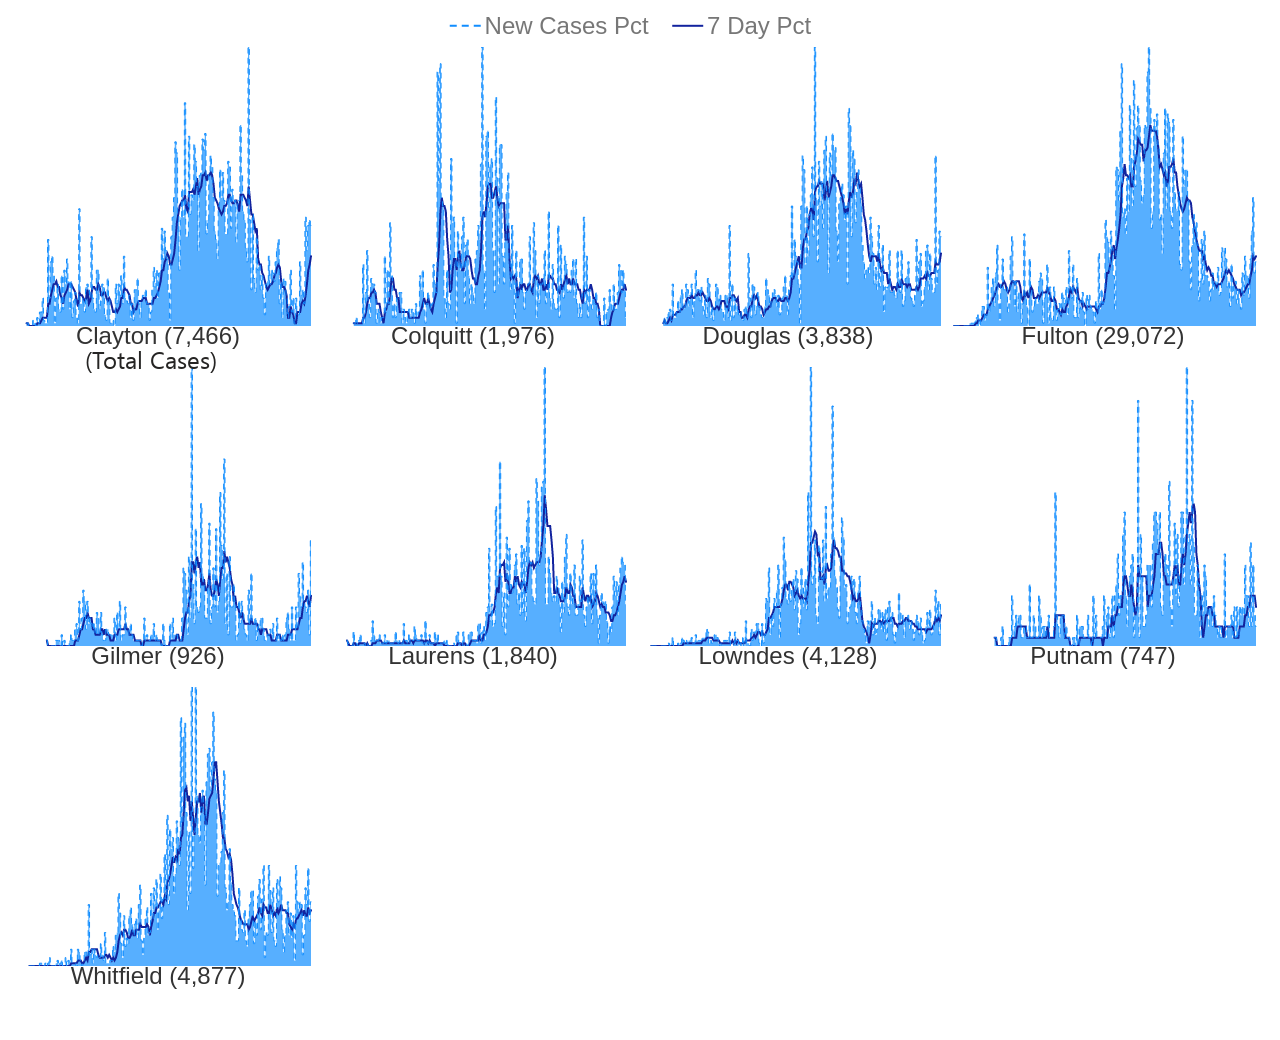 New Cases Pct 7 Day Pct
Clayton (7,466) Colquitt (1,976) Douglas (3,838) Fulton (29,072)
(Total Cases)
Gilmer (926) Laurens (1,840) Lowndes (4,128) Putnam (747)
Whitfield (4,877)